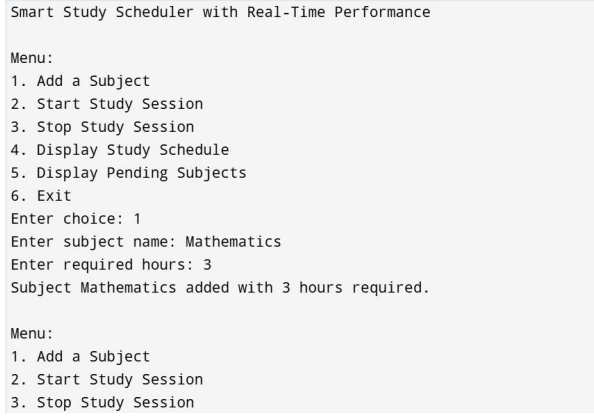 Smart Study Scheduler with Real-Time Performance
Menu:
1. Add a Subject
2. Start Study Session
3. Stop Study Session
4. Display Study Schedule
5. Display Pending Subjects
6. Exit
Enter choice: 1
Enter subject name: Mathematics
Enter required hours: 3
Subject Mathematics added with 3 hours required.
Menu:
1. Add a Subject
2. Start Study Session
3. Stop Study Session